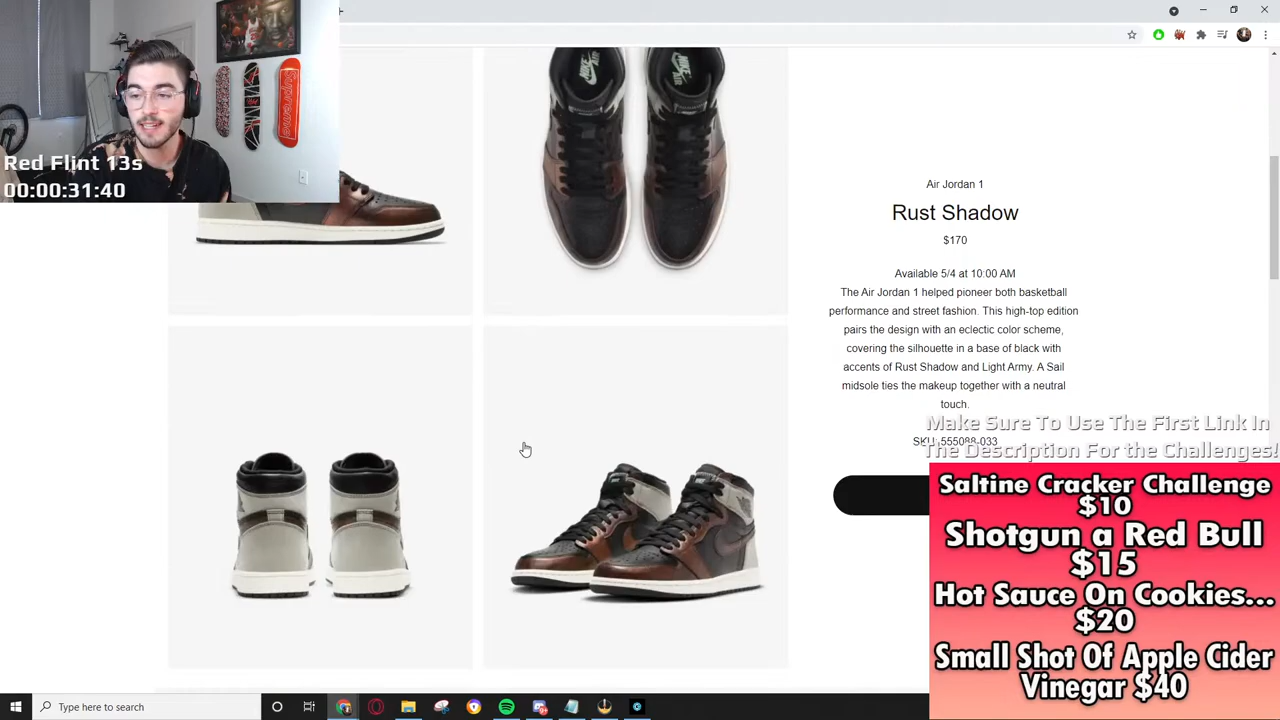 Red Flint 13s
00:00:31:40
Supreme
Air Jordan 1
Rust Shadow
$170
Available 5/4 at 10:00 AM
The Air Jordan 1 helped pioneer both basketball
performance and street fashion. This high-top edition
pairs the design with an eclectic color scheme,
covering the silhouette in a base of black with
accents of Rust Shadow and Light Army. A Sail
midsole ties the makeup together with a neutral
touch.
SKU: 555088-033
Make Sure To Use The First Link In
The Description For the Challenges!
Saltine Cracker Challenge
$10
Shotgun a Red Bull
$15
Hot Sauce On Cookies...
$20
Small Shot Of Apple Cider
Vinegar $40
Type here to search